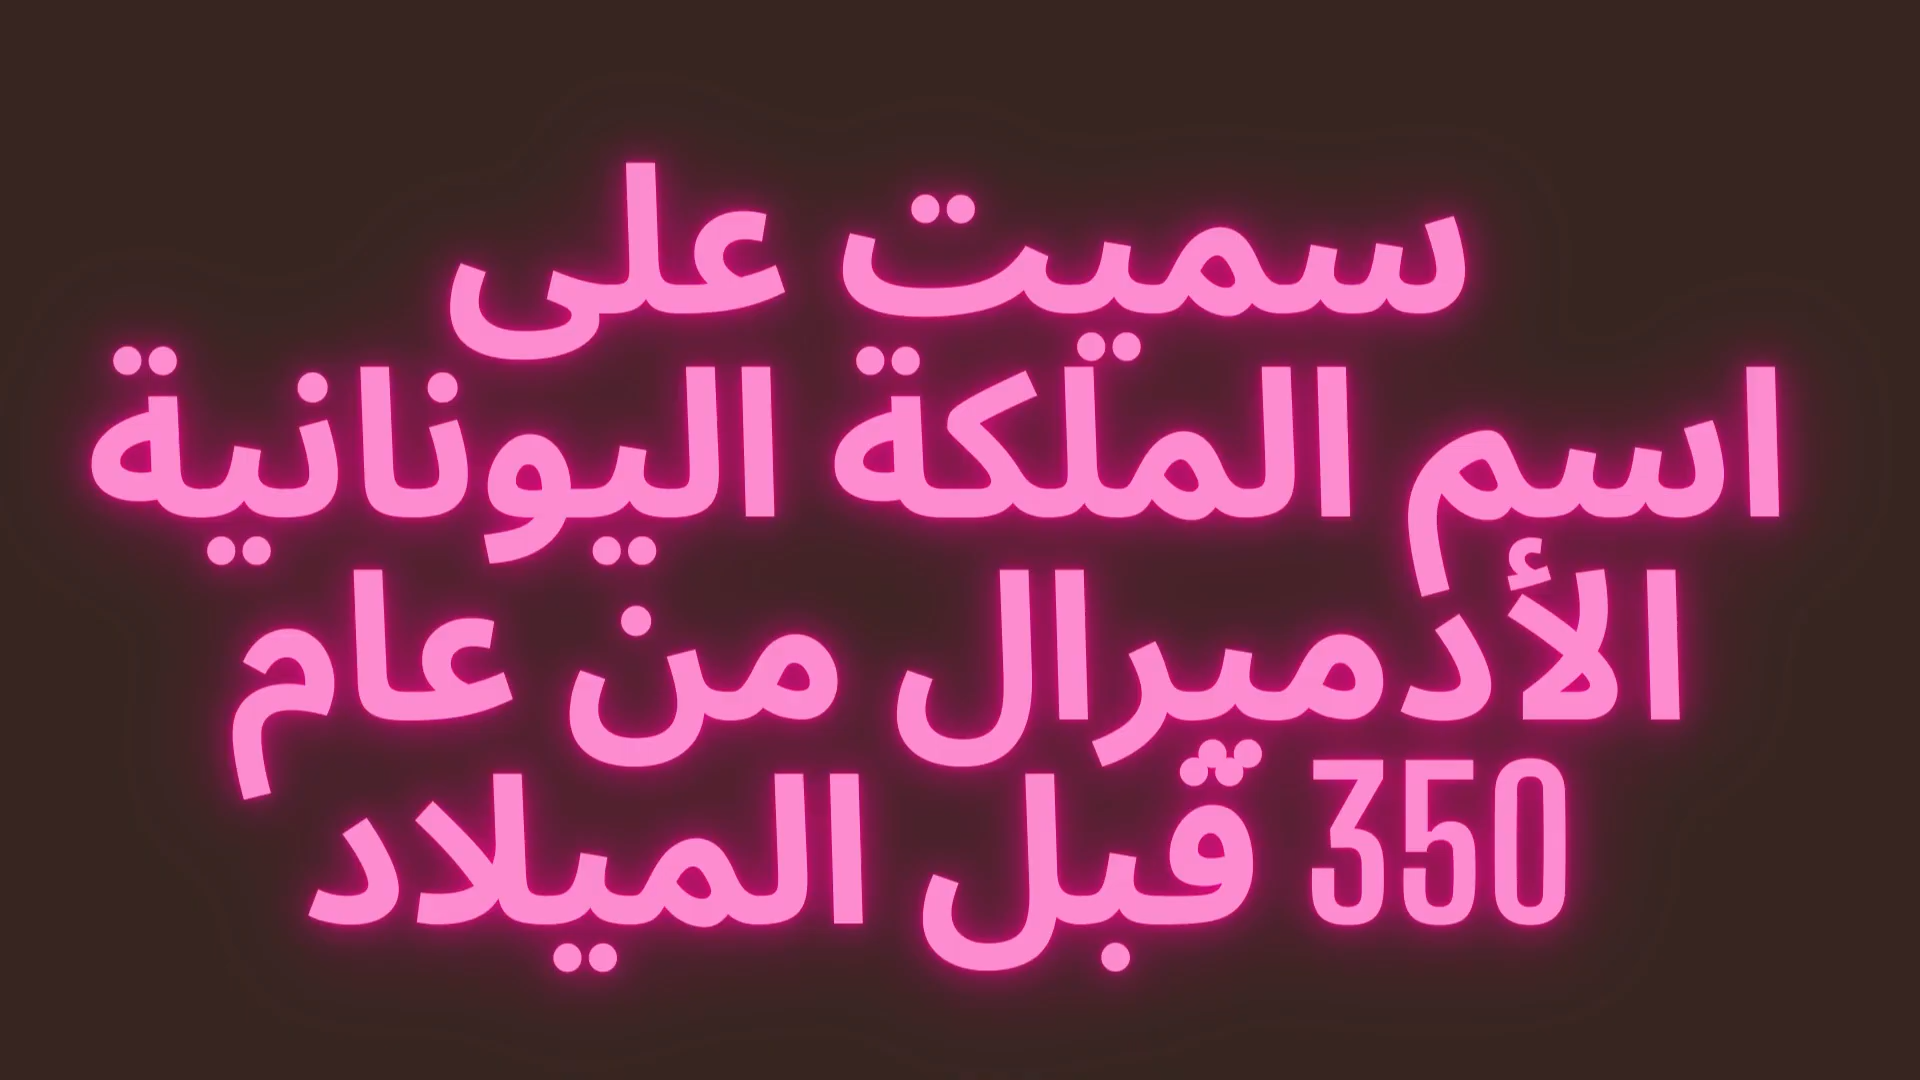 سميت على
اسم الملكة اليونانية
الأدميرال من عام
350 قبل الميلاد